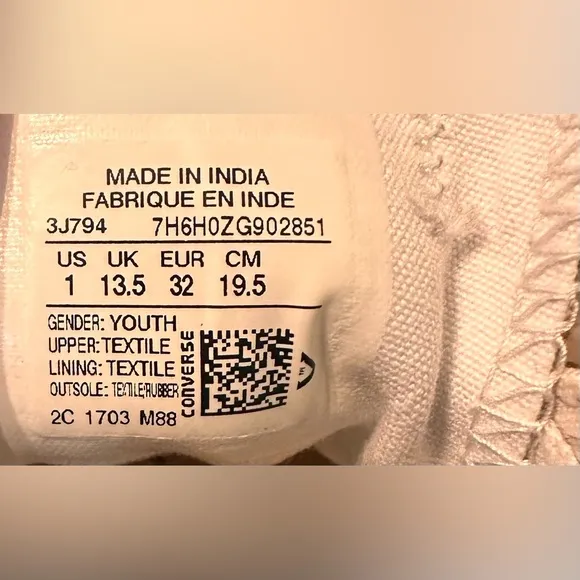 MADE IN INDIA
FABRIQUE EN INDE
3J794 7H6H0ZG902851
US UK EUR CM
1 13.5 32 19.5
GENDER: YOUTH
UPPER: TEXTILE
LINING: TEXTILE
OUTSOLE: TEXTILE/RUBBER
2C 1703 M88
CONVERSE